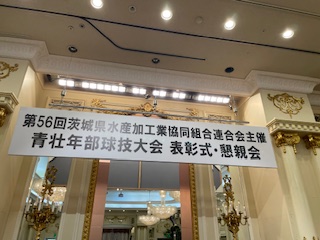 第56回茨城県水産加工業協同組合連合会主催
青壮年部球技大会 表彰式・懇親会